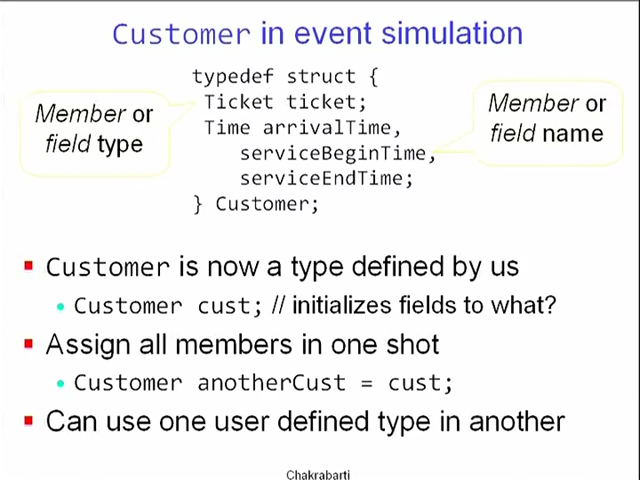 Customer in event simulation
typedef struct {
Ticket ticket;
Time arrivalTime,
serviceBeginTime,
serviceEndTime;
} Customer;
Member or
field type
Member or
field name
Customer is now a type defined by us
Customer cust; // initializes fields to what?
Assign all members in one shot
Customer anotherCust = cust;
Can use one user defined type in another
Chakrabarti